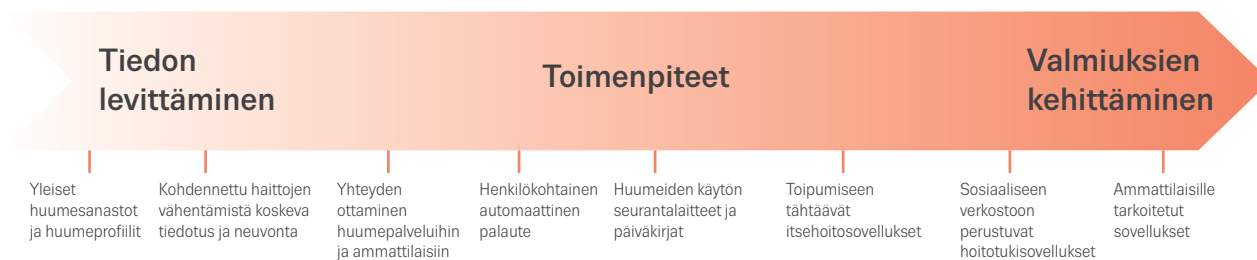 Tiedon
levittäminen
Toimenpiteet
Valmiuksien
kehittäminen
Yleiset
huumesanastot
ja huumeprofiilit
Kohdennettu haittojen
vähentämistä koskeva
tiedotus ja neuvonta
Yhteyden
ottaminen
huumepalveluihin
ja ammattilaisiin
Henkilökohtainen
automaattinen
palaute
Huumeiden käytön
seurantalaitteet ja
päiväkirjat
Toipumiseen
tähtäävät
itsehoitosovellukset
Sosiaaliseen
verkostoon
perustuvat
hoitotukisovellukset
Ammattilaisille
tarkoitetut
sovellukset